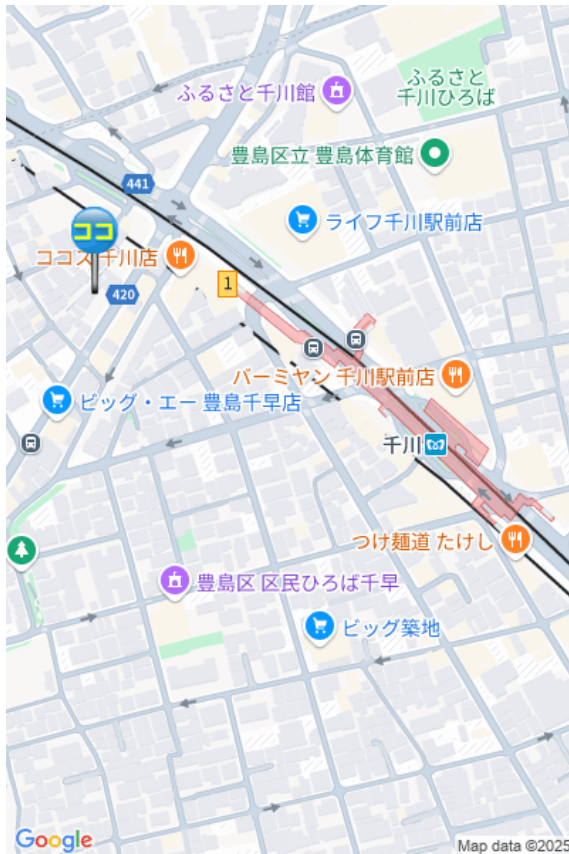 ふるさと千川館
ふるさと
千川ひろば
豊島区立 豊島体育館
441
ライフ千川駅前店
ココ
ココス 千川店
1
420
バーミヤン 千川駅前店
ビッグ・エー 豊島千早店
千川
つけ麺道 たけし
豊島区 区民ひろば千早
ビッグ築地
Google
Map data ©2025